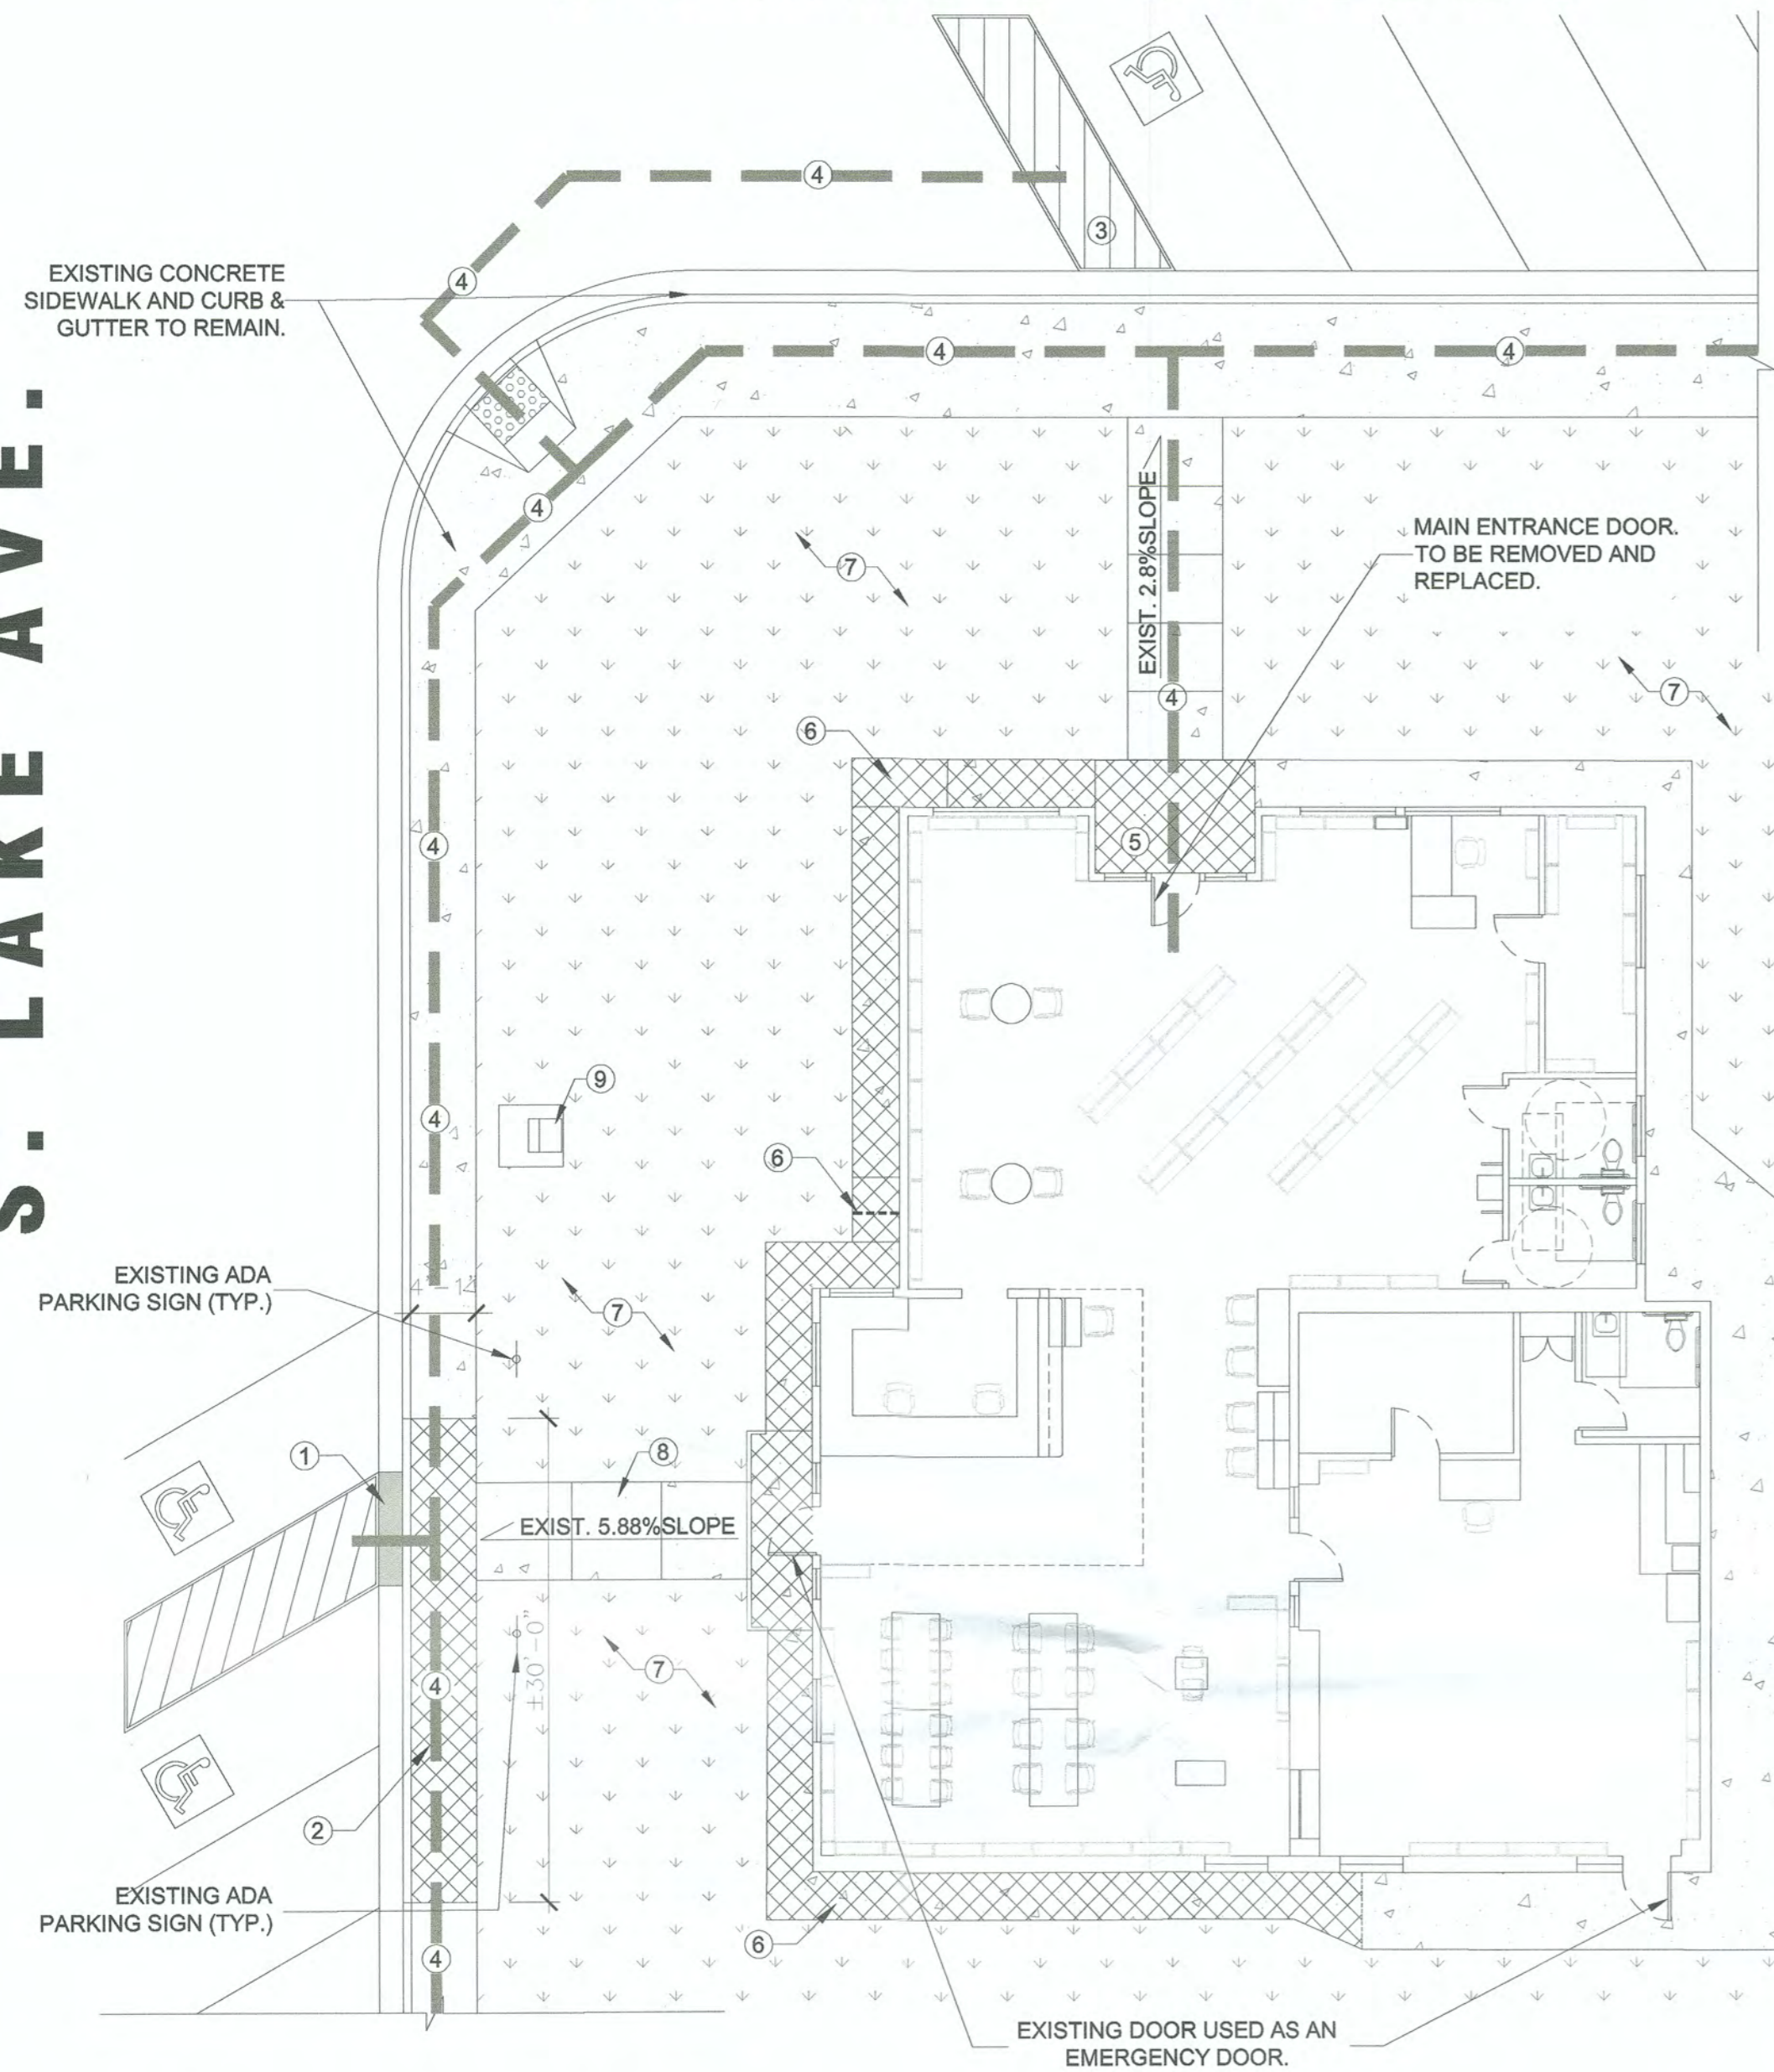 S. LAKE AVE.
4
3
4
EXISTING CONCRETE
SIDEWALK AND CURB &
GUTTER TO REMAIN.
4
4
4
EXIST. 2.8%SLOPE
MAIN ENTRANCE DOOR.
TO BE REMOVED AND
REPLACED.
7
7
4
6
5
4
9
4
6
EXISTING ADA
PARKING SIGN (TYP.)
7
1
8
EXIST. 5.88%SLOPE
±30'-0"
7
4
2
EXISTING ADA
PARKING SIGN (TYP.)
6
4
EXISTING DOOR USED AS AN
EMERGENCY DOOR.